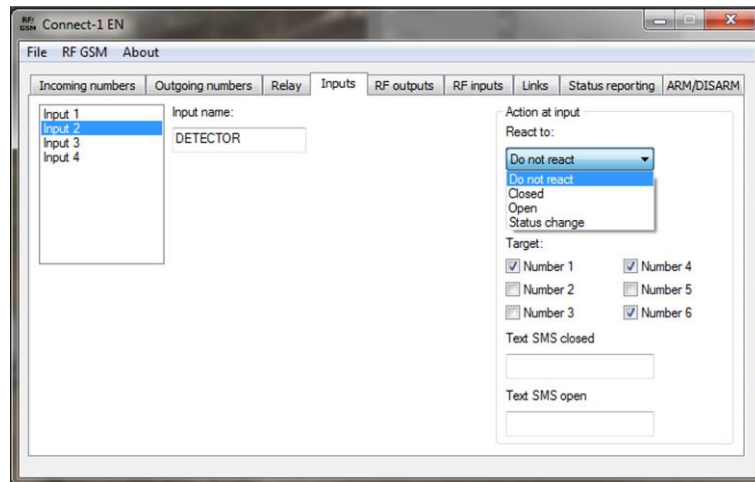 RF/
GSM Connect-1 EN
File RF GSM About
Incoming numbers Outgoing numbers Relay Inputs RF outputs RF inputs Links Status reporting ARM/DISARM
Input 1
Input 2
Input 3
Input 4
Input name:
DETECTOR
Action at input
React to:
Do not react
Do not react
Closed
Open
Status change
Target:
Number 1 Number 4
Number 2 Number 5
Number 3 Number 6
Text SMS closed
Text SMS open